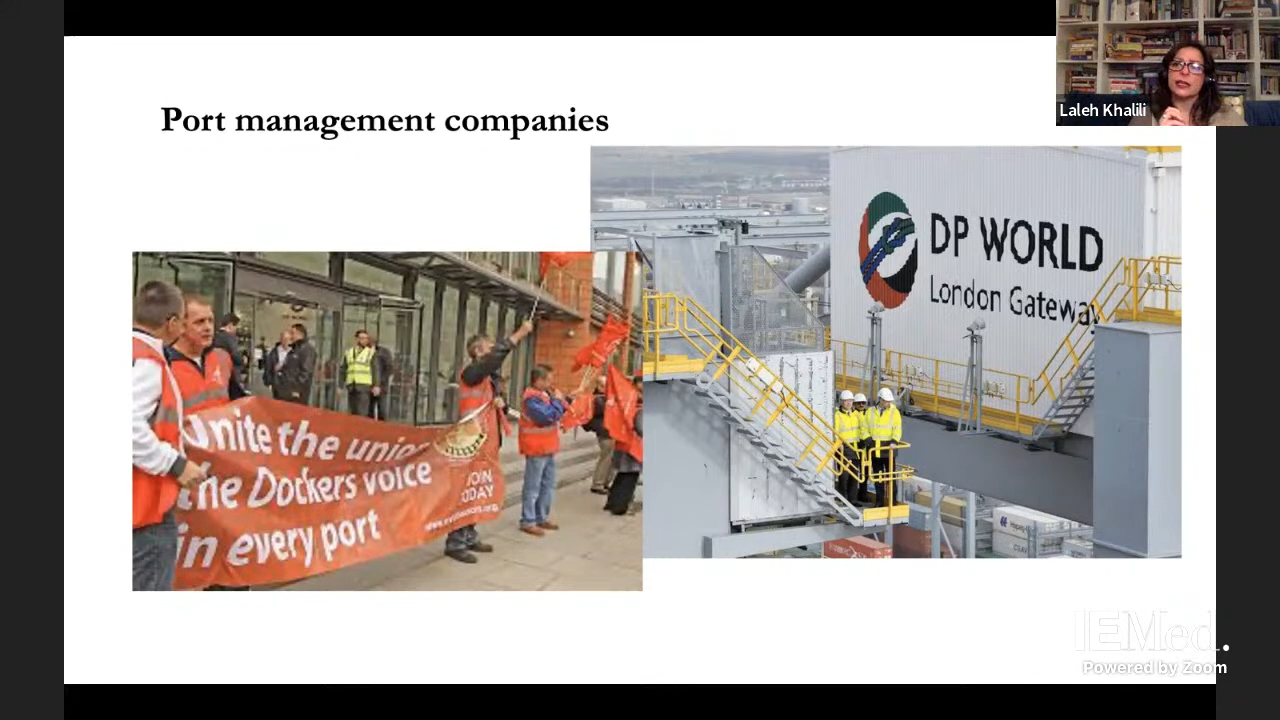 Laleh Khalili
Port management companies
DP WORLD
London Gateway
Unite the union
the Dockers voice
in every port
JOIN
TODAY
IEMed.
Powered by Zoom